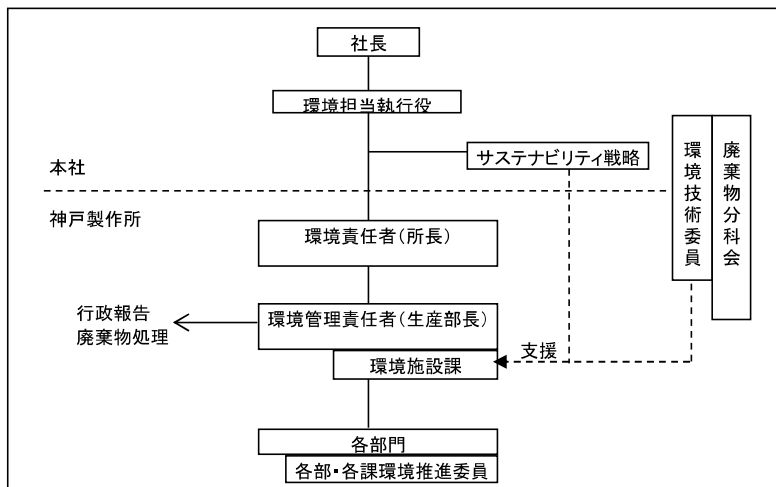 社長
環境担当執行役
サステナビリティ戦略
本社
環境技術委員
廃棄物分科会
神戸製作所
環境責任者(所長)
行政報告
廃棄物処理
環境管理責任者(生産部長)
環境施設課
支援
各部門
各部・各課環境推進委員